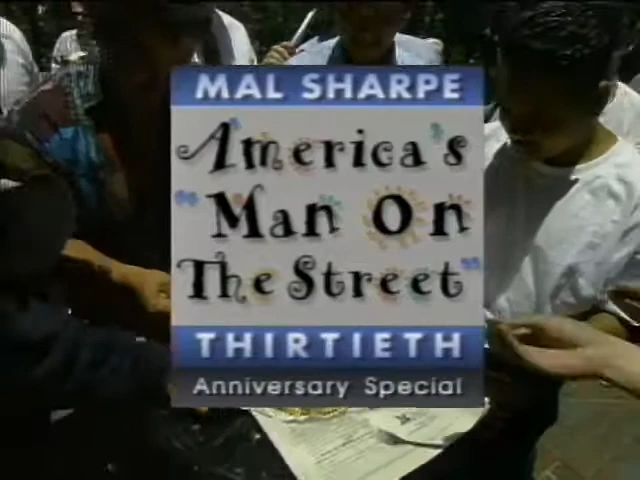 MAL SHARPE
America's
"Man On
The Street"
THIRTIETH
Anniversary Special